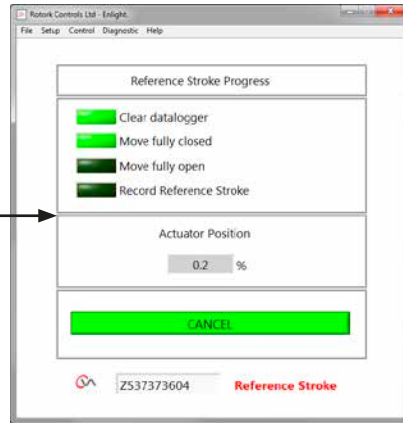 Rotork Controls Ltd - Enlight.
File Setup Control Diagnostic Help
Reference Stroke Progress
Clear datalogger
Move fully closed
Move fully open
Record Reference Stroke
Actuator Position
0.2 %
CANCEL
Z537373604 Reference Stroke